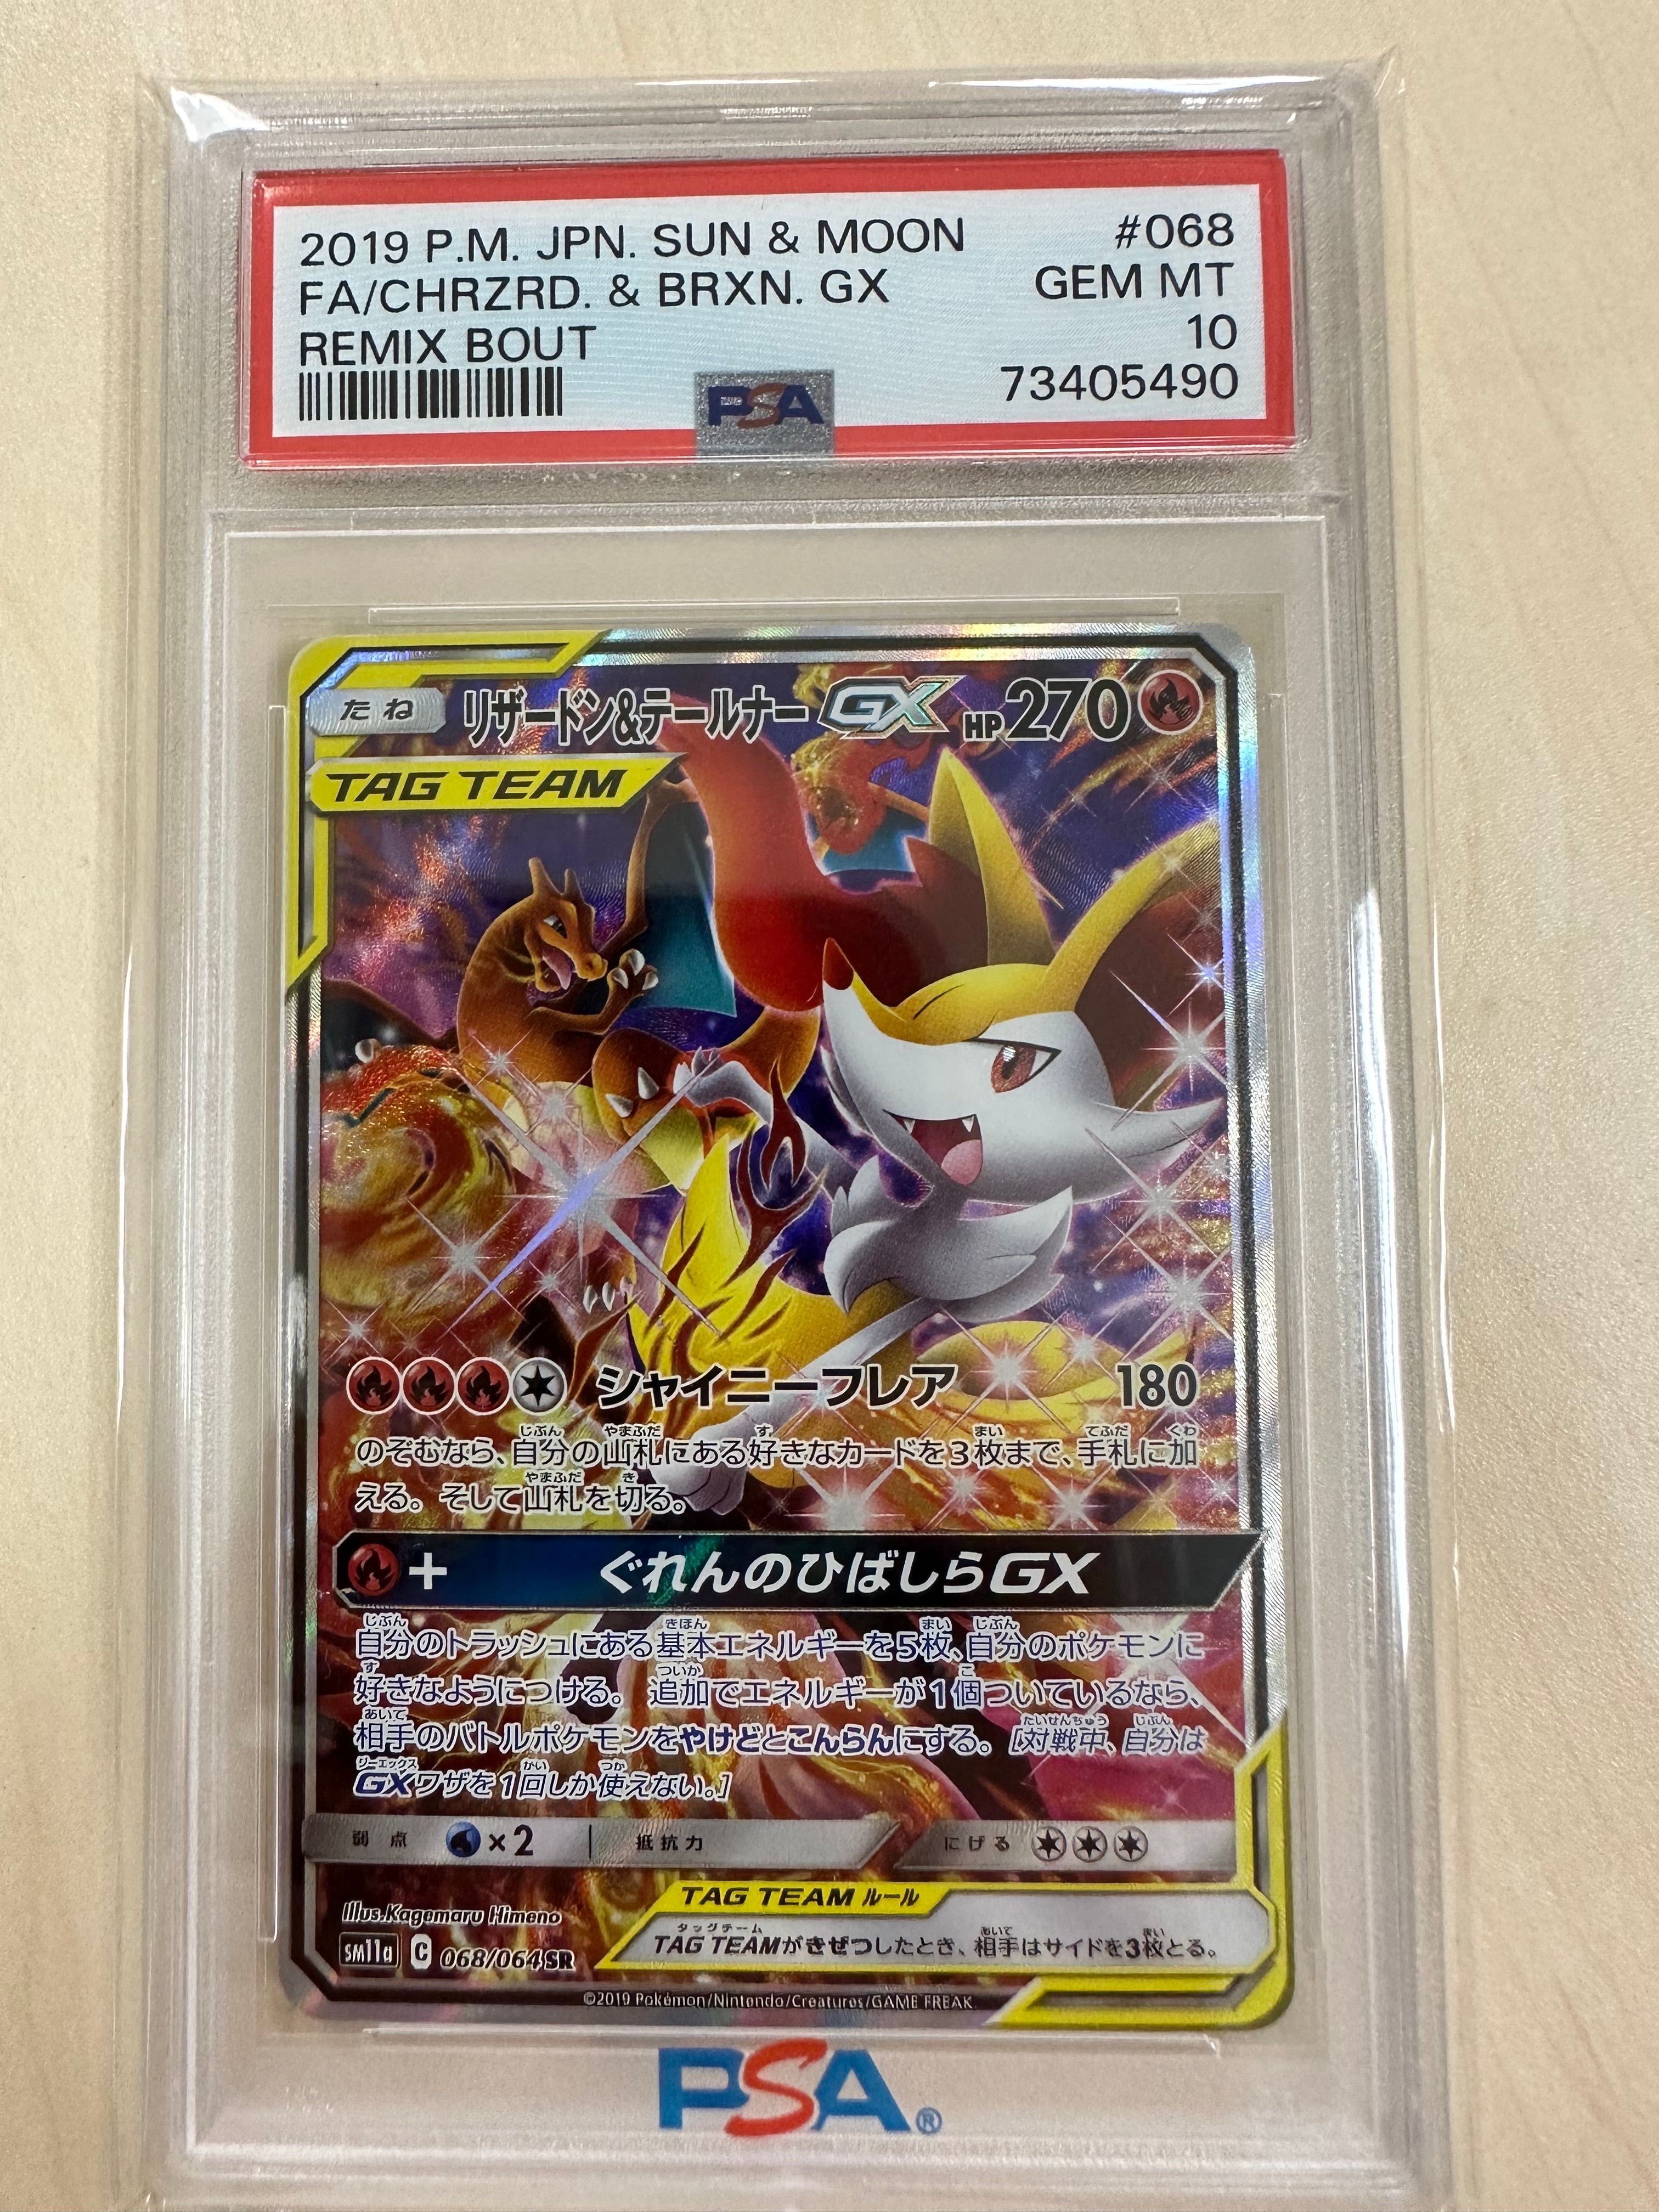 2019 P.M. JPN. SUN & MOON #068
FA/CHRZRD. & BRXN. GX GEM MT
REMIX BOUT 10
73405490
PSA
たね リザードン&テールナーGX HP270
TAG TEAM
シャイニーフレア 180
のぞむなら、自分の山札にある好きなカードを3枚まで、手札に加
える。そして山札を切る。
+ ぐれんのひばしらGX
自分のトラッシュにある基本エネルギーを5枚、自分のポケモンに
好きなようにつける。追加でエネルギーが1個ついているなら、
相手のバトルポケモンをやけどとこんらんにする。[対戦中、自分は
GXワザを1回しか使えない。]
弱点 ×2 抵抗力 にげる
TAG TEAM ルール
TAG TEAMがきぜつしたとき、相手はサイドを3枚とる。
Illus.Kagemaru Himeno
SM11a C 068/064 SR
©2019 Pokémon/Nintendo/Creatures/GAME FREAK.
PSA®